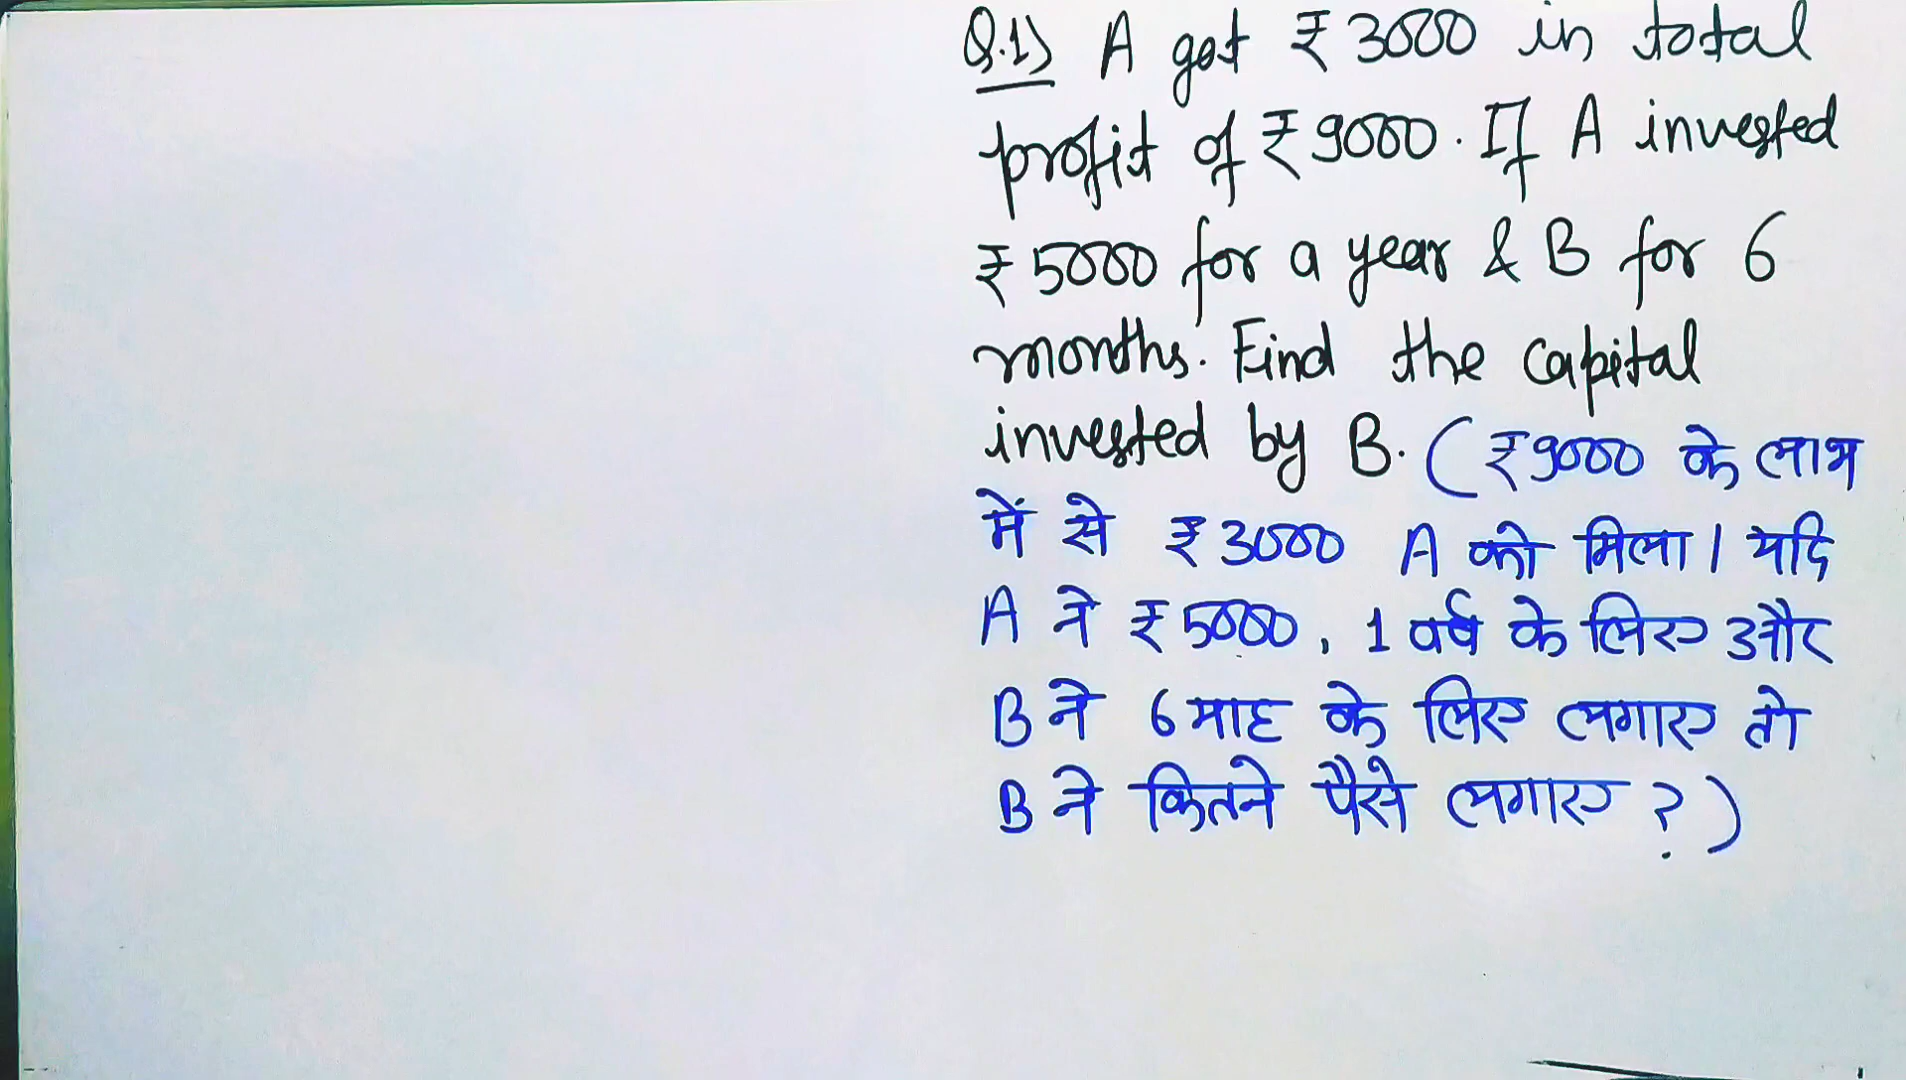 Q.1) A got ₹ 3000 in total
profit of ₹ 9000. If A invested
₹ 5000 for a year & B for 6
months. Find the capital
invested by B. (₹9000 के लाभ
में से ₹ 3000 A को मिला। यदि
A ने ₹ 5000, 1 वर्ष के लिए और
B ने 6 माह के लिए लगाए तो
B ने कितने पैसे लगाए ?)